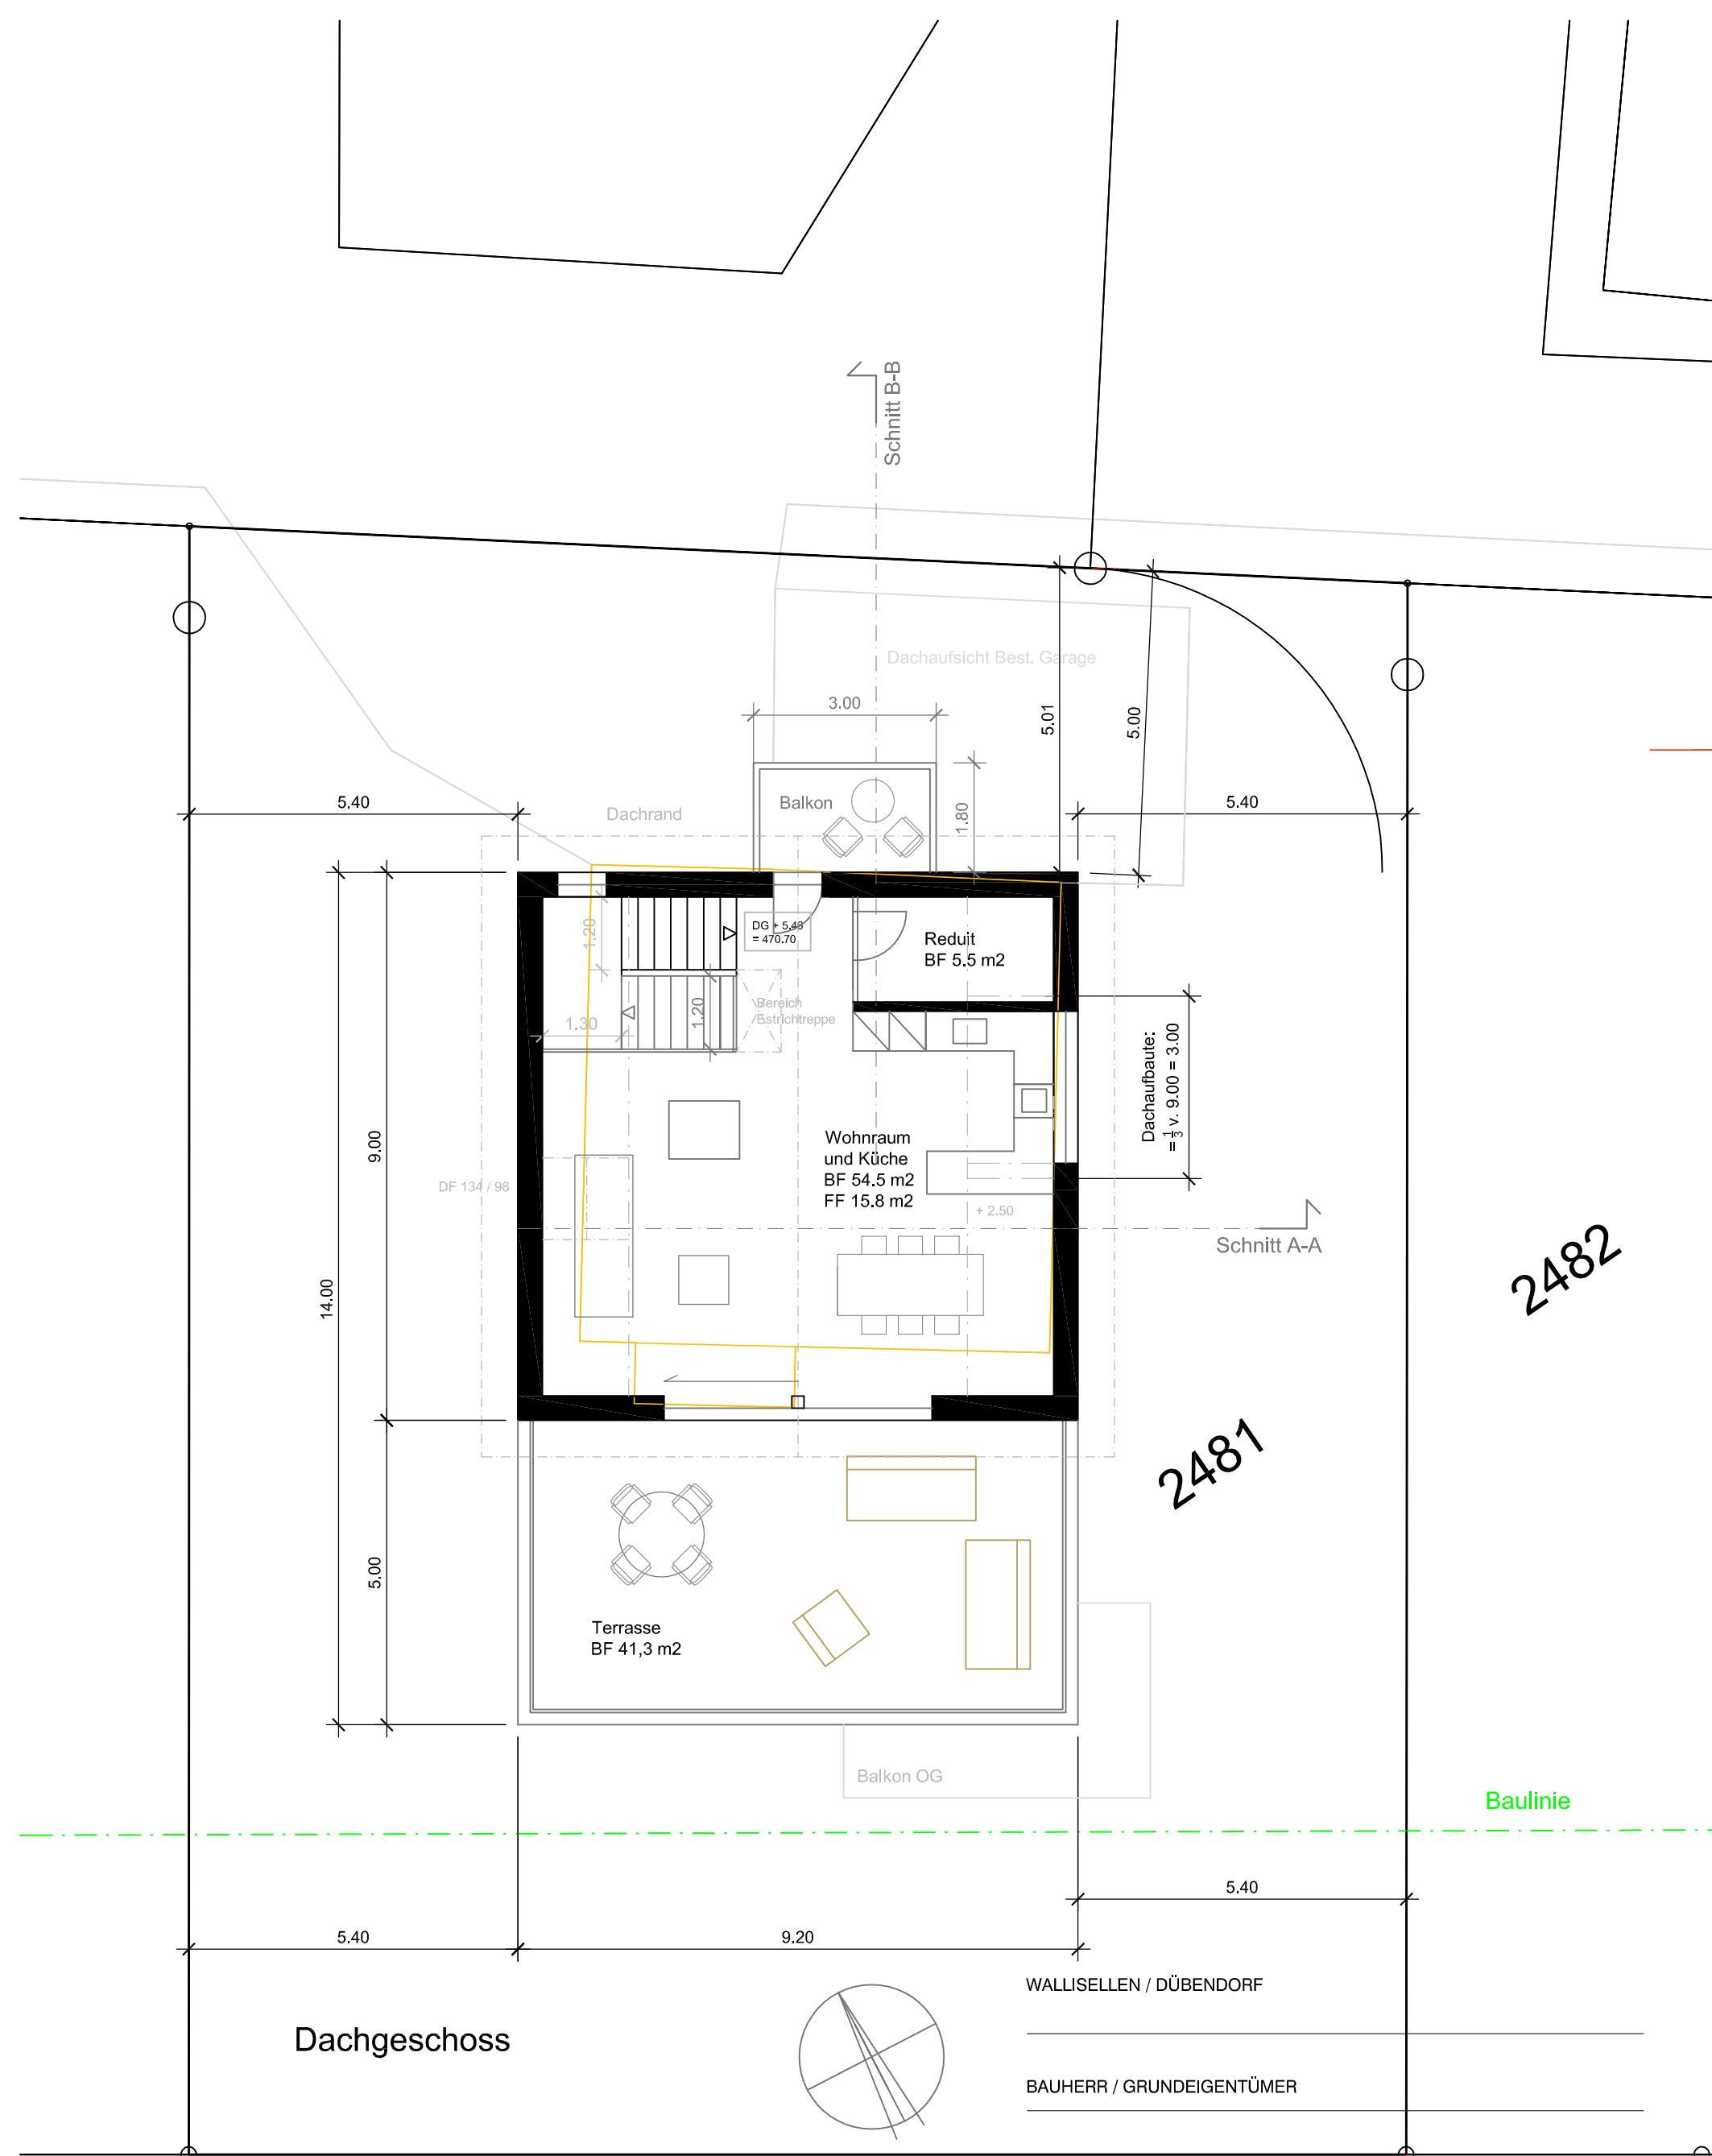 Schnitt B-B
Dachaufsicht Best. Garage
3.00
5.01
5.00
5.40
Dachrand
Balkon
1.80
5.40
1.20
DG + 5.48
= 470.70
Reduit
BF 5.5 m2
1.30
1.20
Bereich
Estrichtreppe
Dachaufbaute:
= 1/3 v. 9.00 = 3.00
9.00
Wohnraum
und Küche
BF 54.5 m2
FF 15.8 m2
DF 134 / 98
+ 2.50
Schnitt A-A
14.00
2482
2481
5.00
Terrasse
BF 41,3 m2
Balkon OG
Baulinie
5.40
5.40
9.20
WALLISELLEN / DÜBENDORF
Dachgeschoss
BAUHERR / GRUNDEIGENTÜMER